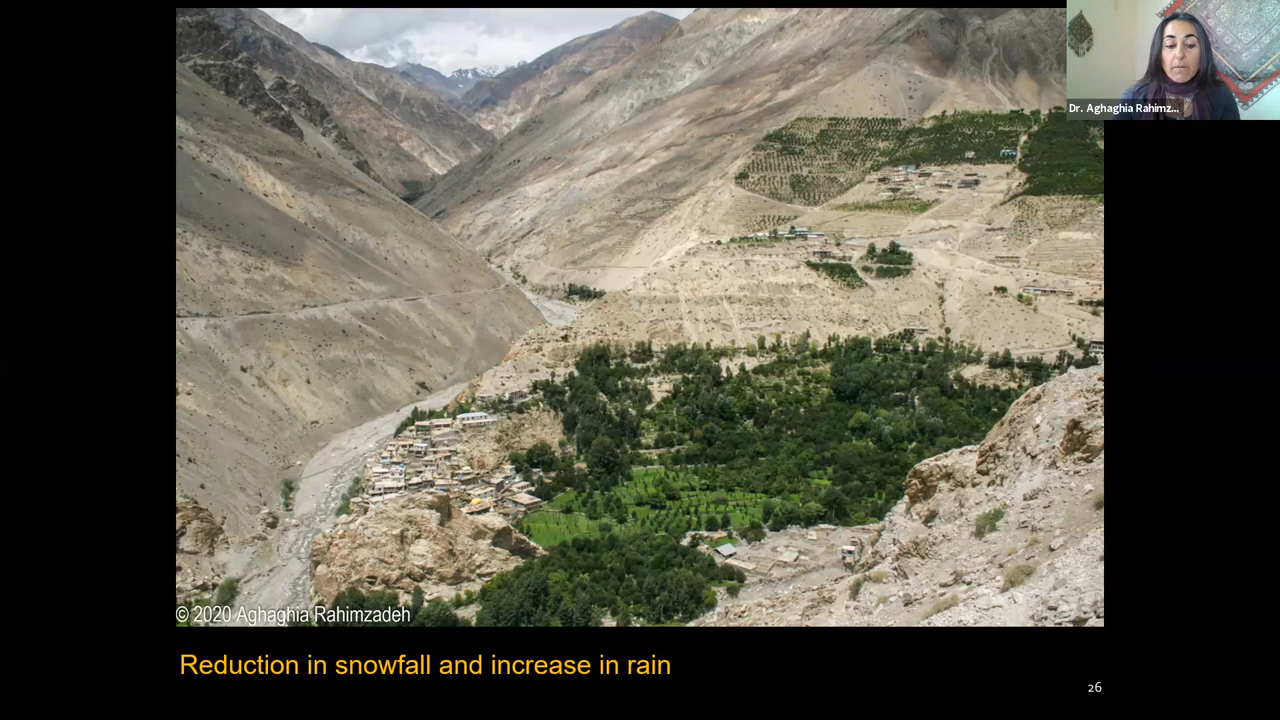 Dr. Aghaghia Rahimz...
© 2020 Aghaghia Rahimzadeh
Reduction in snowfall and increase in rain
26